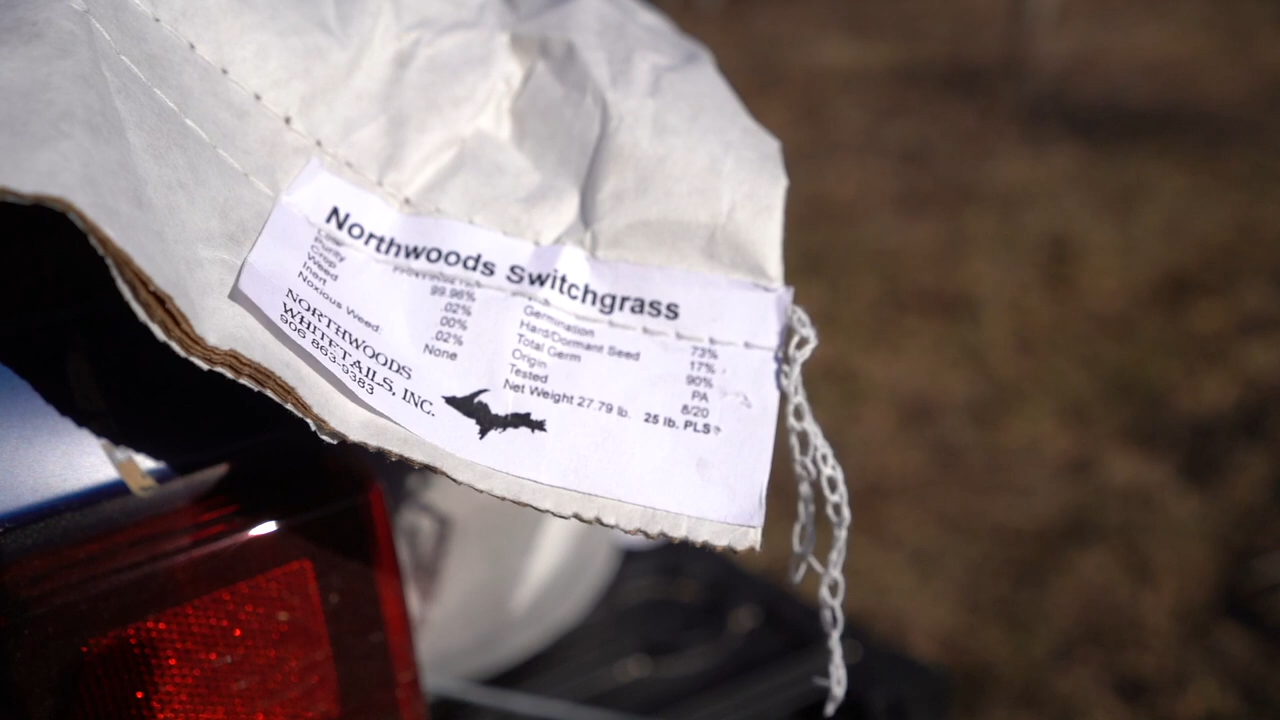 Northwoods Switchgrass
Purity 99.96%
Crop .02%
Weed .00%
Inert .02%
Noxious Weed: None
Germination 73%
Hard/Dormant Seed 17%
Total Germ 90%
Origin PA
Tested 8/20
Net Weight 27.79 lb. 25 lb. PLS
NORTHWOODS
WHITETAILS, INC.
906 863-9383